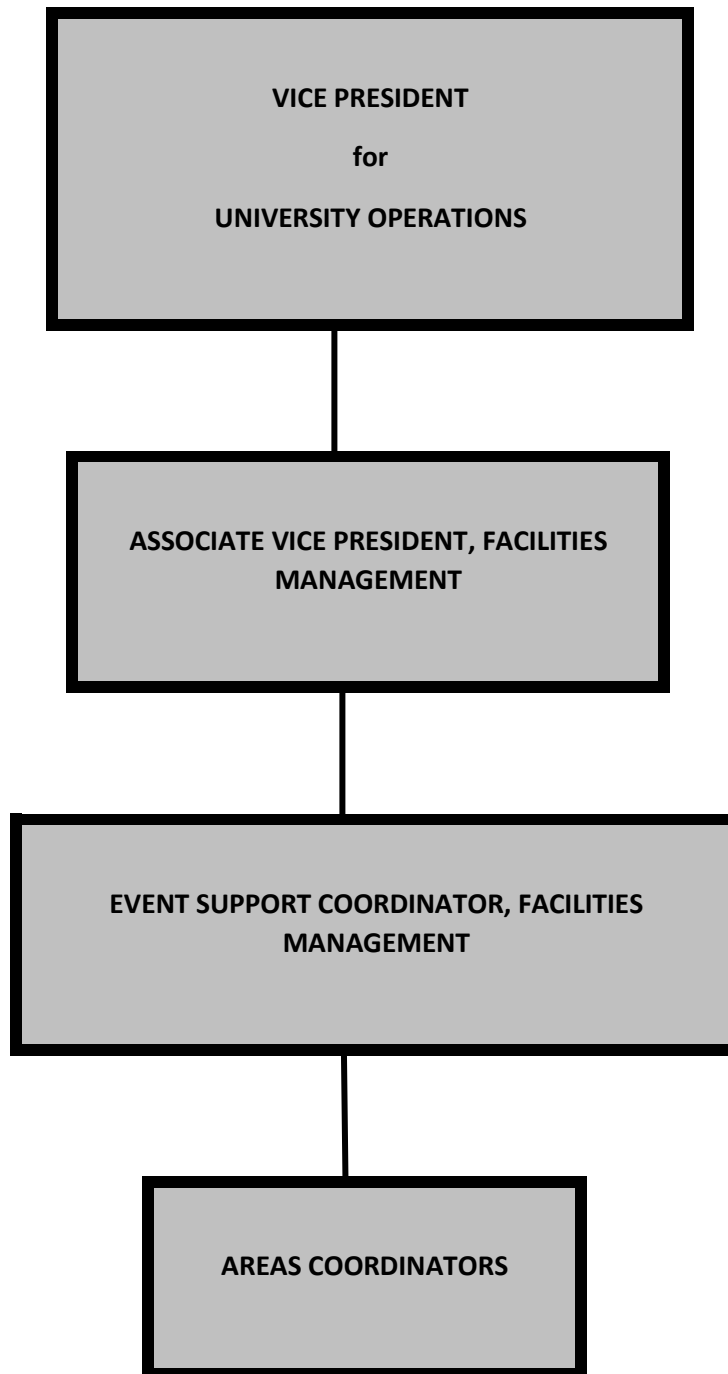 VICE PRESIDENT
for
UNIVERSITY OPERATIONS
ASSOCIATE VICE PRESIDENT, FACILITIES
MANAGEMENT
EVENT SUPPORT COORDINATOR, FACILITIES
MANAGEMENT
AREAS COORDINATORS